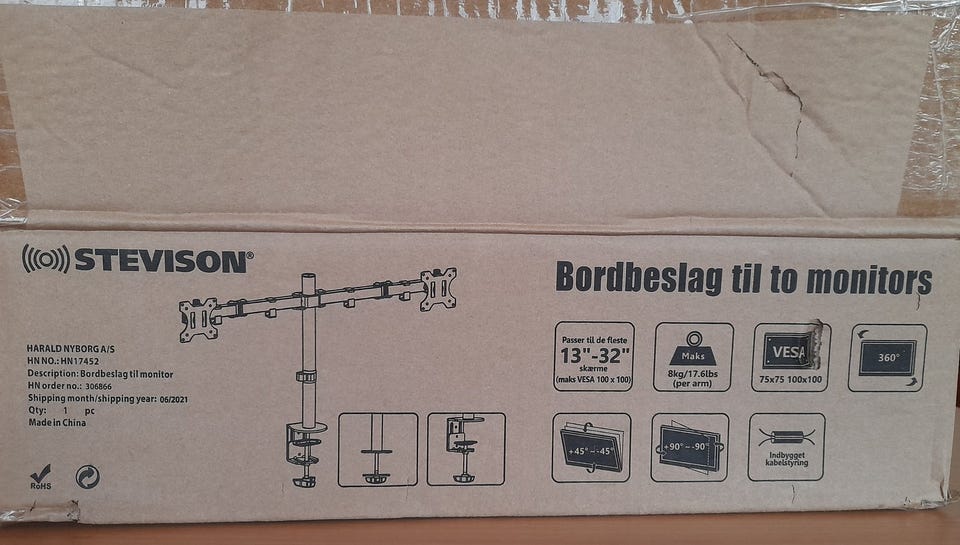 STEVISON®
Bordbeslag til to monitors
HARALD NYBORG A/S
HN NO.: HN17452
Description: Bordbeslag til monitor
HN order no.: 306866
Shipping month/shipping year: 06/2021
Qty: 1 pc
Made in China
RoHS
Passer til de fleste
13"-32"
skærme
(maks VESA 100 x 100)
Maks
8kg/17.6lbs
(per arm)
VESA
75x75 100x100
360°
+45° ~ -45°
+90° ~ -90°
Indbygget
kabelstyring